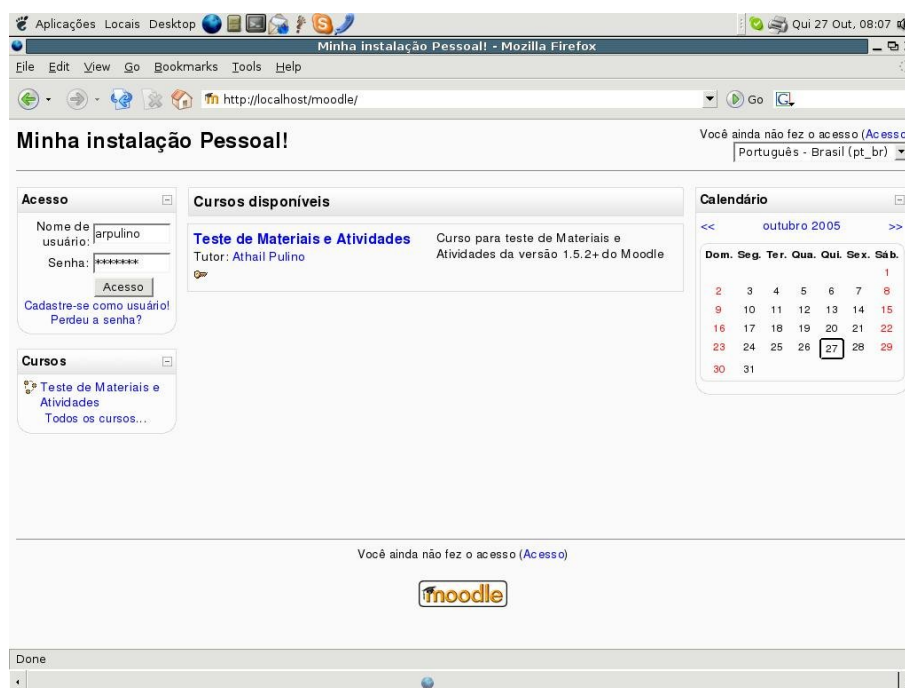 Aplicações Locais Desktop
Qui 27 Out, 08:07
Minha instalação Pessoal! - Mozilla Firefox
File Edit View Go Bookmarks Tools Help
http://localhost/moodle/
Go
Minha instalação Pessoal!
Você ainda não fez o acesso (Acesso
Português - Brasil (pt_br)
Acesso
Nome de usuário:
arpulino
Senha: *******
Acesso
Cadastre-se como usuário!
Perdeu a senha?
Cursos
Teste de Materiais e
Atividades
Todos os cursos...
Cursos disponíveis
Teste de Materiais e Atividades
Tutor: Athail Pulino
Curso para teste de Materiais e
Atividades da versão 1.5.2+ do Moodle
Calendário
<< outubro 2005 >>
Dom. Seg. Ter. Qua. Qui. Sex. Sáb.
1
2 3 4 5 6 7 8
9 10 11 12 13 14 15
16 17 18 19 20 21 22
23 24 25 26 27 28 29
30 31
Você ainda não fez o acesso (Acesso)
moodle
Done